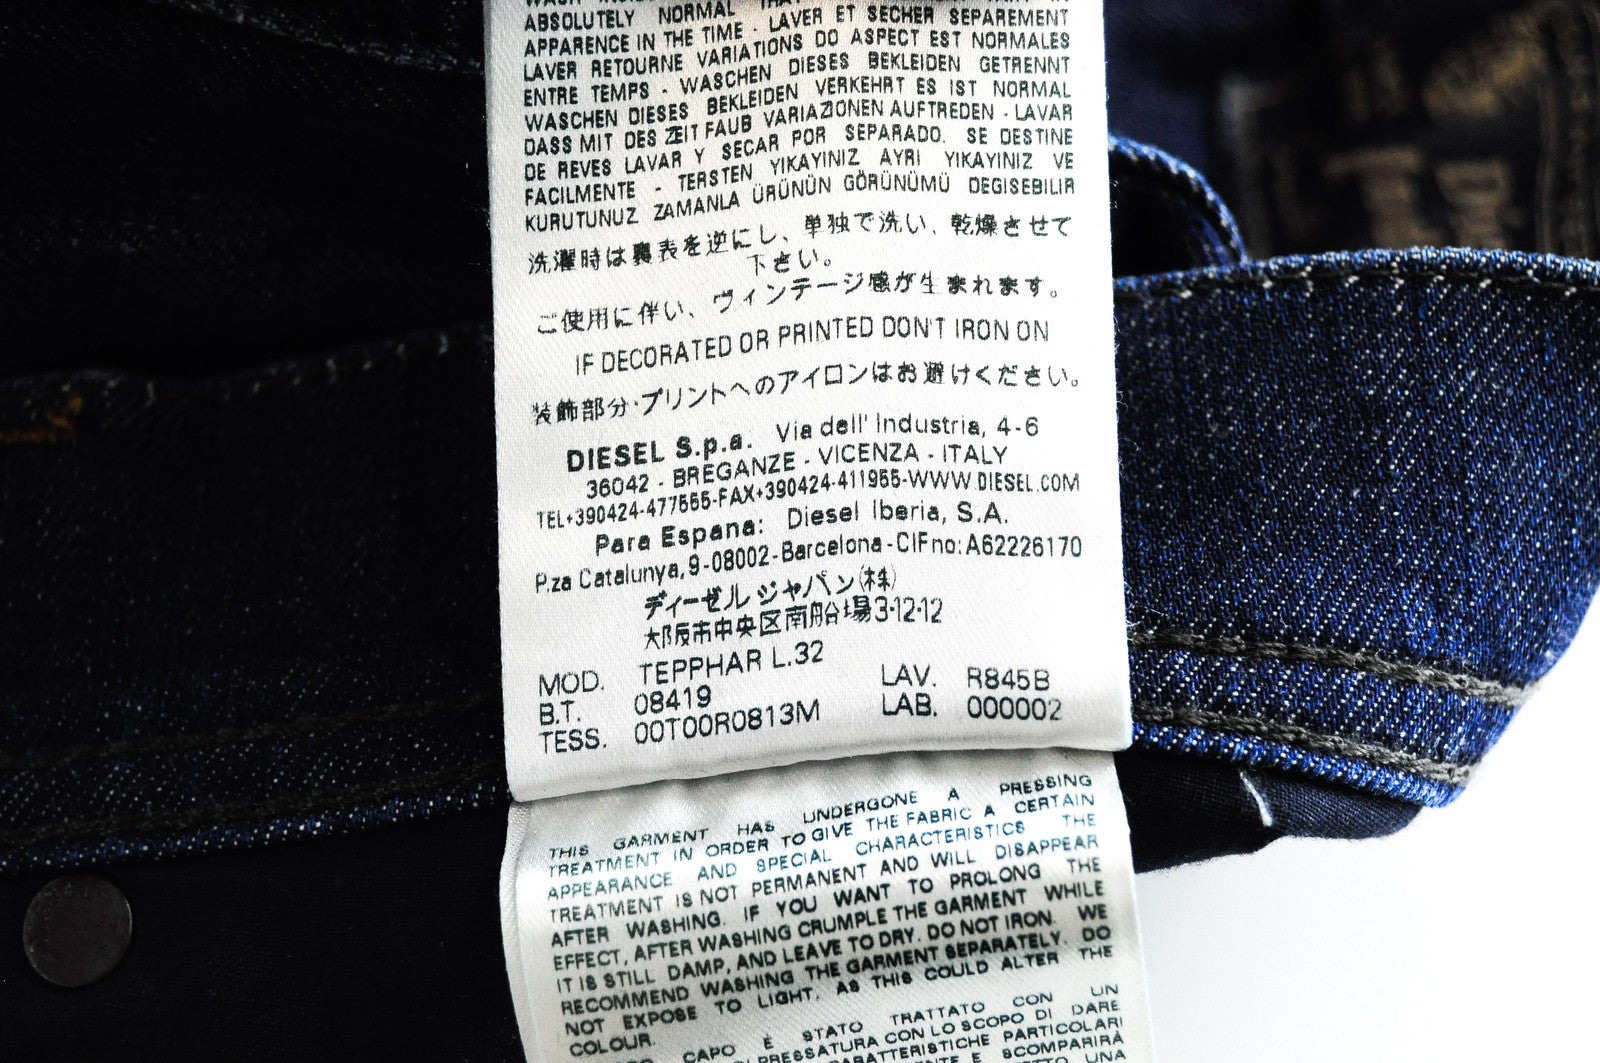 ABSOLUTELY NORMAL
APPARENCE IN THE TIME - LAVER ET SECHER SEPAREMENT
LAVER RETOURNE VARIATIONS DO ASPECT EST NORMALES
ENTRE TEMPS - WASCHEN DIESES BEKLEIDEN GETRENNT
WASCHEN DIESES BEKLEIDEN VERKEHRT ES IST NORMAL
DASS MIT DES ZEIT FAUB VARIAZIONEN AUFTREDEN - LAVAR
DE REVES LAVAR Y SECAR POR SEPARADO. SE DESTINE
FACILMENTE - TERSTEN YIKAYINIZ AYRI YIKAYINIZ VE
KURUTUNUZ ZAMANLA ÜRÜNÜN GÖRÜNÜMÜ DEGISEBILIR
洗濯時は裏表を逆にし、単独で洗い、乾燥させて
下さい。
ご使用に伴い、ヴィンテージ感が生まれます。
IF DECORATED OR PRINTED DON'T IRON ON
装飾部分・プリントへのアイロンはお避けください。
DIESEL S.p.a. Via dell' Industria, 4-6
36042 - BREGANZE - VICENZA - ITALY
TEL+390424-477555-FAX+390424-411955-WWW.DIESEL.COM
Para Espana: Diesel Iberia, S.A.
P.za Catalunya, 9-08002-Barcelona-CIF no: A62226170
ディーゼル ジャパン(株)
大阪市中央区南船場3-12-12
MOD. TEPPHAR L.32
B.T. 08419 LAV. R845B
TESS. 00T00R0813M LAB. 000002
THIS GARMENT HAS UNDERGONE A PRESSING
TREATMENT IN ORDER TO GIVE THE FABRIC A CERTAIN
APPEARANCE AND SPECIAL CHARACTERISTICS THE
TREATMENT IS NOT PERMANENT AND WILL DISAPPEAR
AFTER WASHING. IF YOU WANT TO PROLONG THE
EFFECT, AFTER WASHING CRUMPLE THE GARMENT WHILE
IT IS STILL DAMP, AND LEAVE TO DRY. DO NOT IRON. WE
RECOMMEND WASHING THE GARMENT SEPARATELY. DO
NOT EXPOSE TO LIGHT, AS THIS COULD ALTER THE
COLOUR.
CAPO È STATO TRATTATO CON UN
PRESSATURA CON LO SCOPO DI DARE
CARATTERISTICHE PARTICOLARI
E SCOMPARIRÀ
UNA